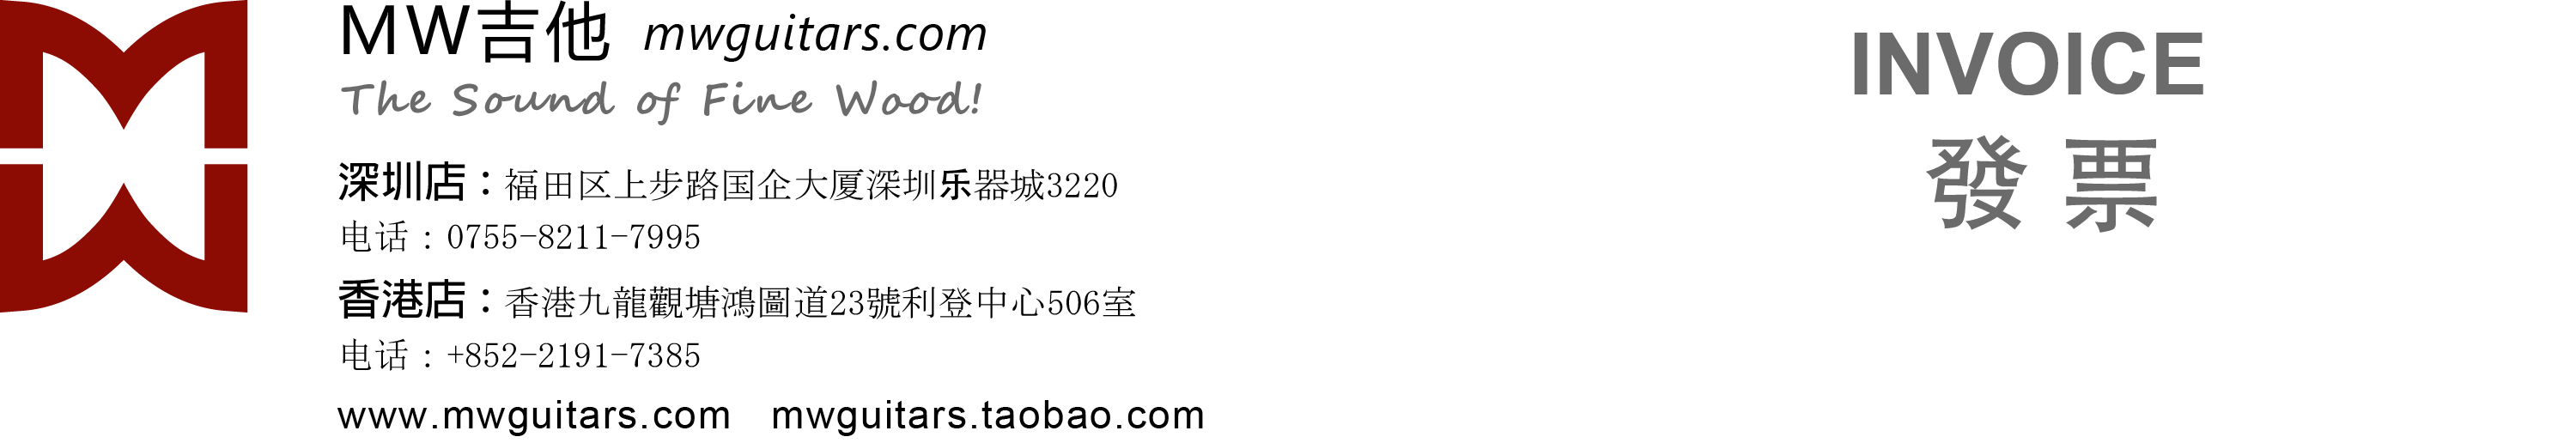 MW吉他 mwguitars.com
The Sound of Fine Wood!
深圳店：福田区上步路国企大厦深圳乐器城3220
电话：0755-8211-7995
香港店：香港九龍觀塘鴻圖道23號利登中心506室
电话：+852-2191-7385
www.mwguitars.com mwguitars.taobao.com
INVOICE
發票